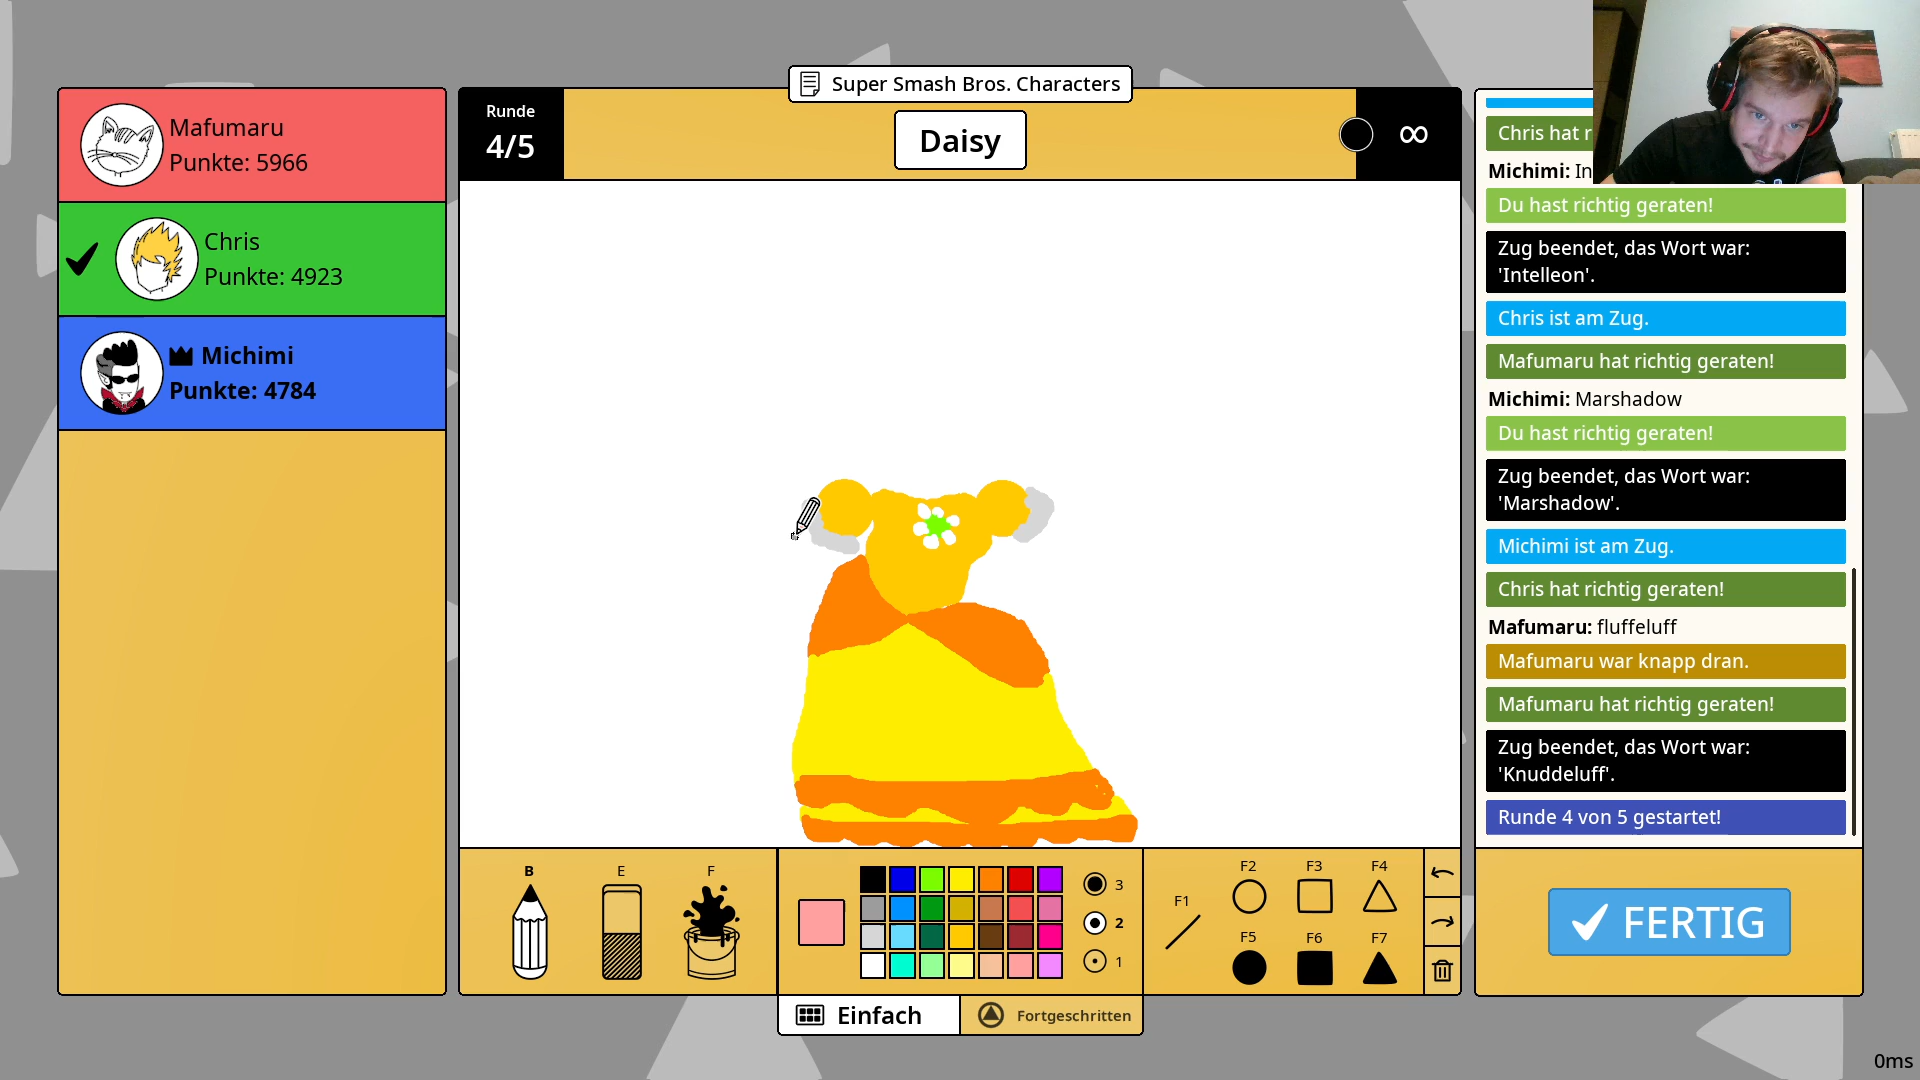 Super Smash Bros. Characters
Mafumaru
Punkte: 5966
Chris
Punkte: 4923
Michimi
Punkte: 4784
Runde
4/5
Daisy
∞
Chris hat r
Michimi: In
Du hast richtig geraten!
Zug beendet, das Wort war:
'Intelleon'.
Chris ist am Zug.
Mafumaru hat richtig geraten!
Michimi: Marshadow
Du hast richtig geraten!
Zug beendet, das Wort war:
'Marshadow'.
Michimi ist am Zug.
Chris hat richtig geraten!
Mafumaru: fluffeluff
Mafumaru war knapp dran.
Mafumaru hat richtig geraten!
Zug beendet, das Wort war:
'Knuddeluff'.
Runde 4 von 5 gestartet!
B
E
F
3
2
1
F1
F2
F3
F4
F5
F6
F7
FERTIG
Einfach
Fortgeschritten
0ms